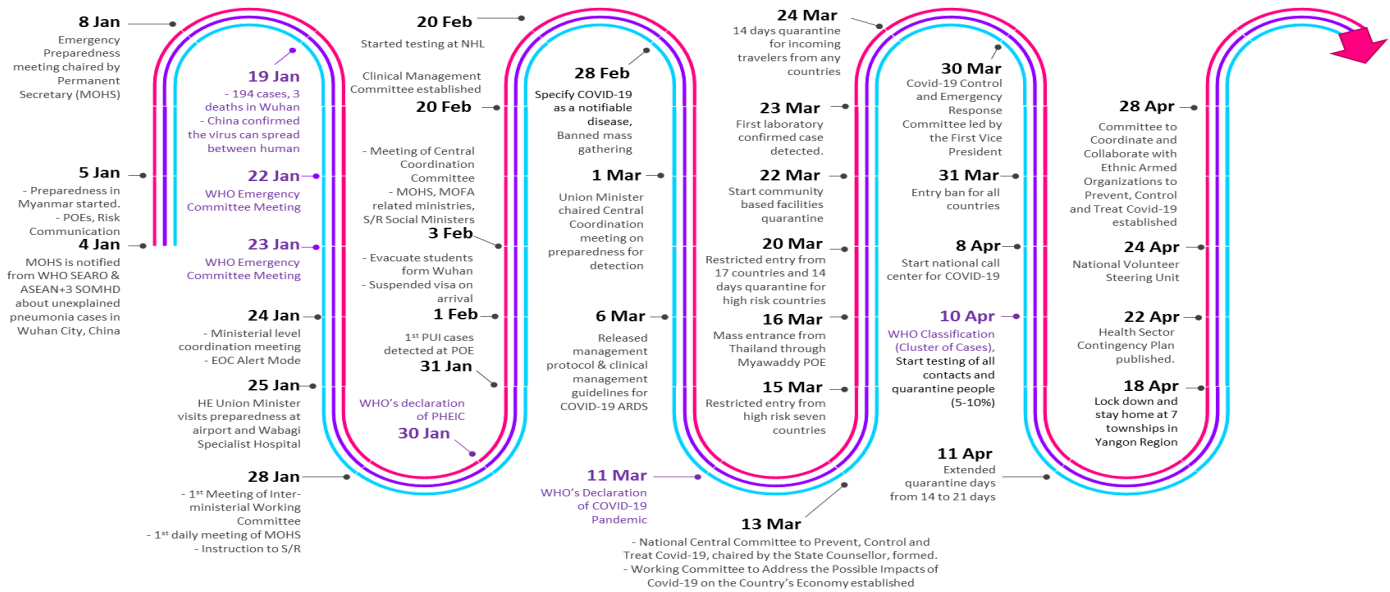 8 Jan
Emergency
Preparedness
meeting chaired by
Permanent
Secretary (MOHS)
5 Jan
- Preparedness in
Myanmar started.
- POEs, Risk
Communication
4 Jan
MOHS is notified
from WHO SEARO &
ASEAN+3 SOMHD
about unexplained
pneumonia cases in
Wuhan City, China
19 Jan
- 194 cases, 3
deaths in Wuhan
- China confirmed
the virus can spread
between human
22 Jan
WHO Emergency
Committee Meeting
23 Jan
WHO Emergency
Committee Meeting
24 Jan
- Ministerial level
coordination meeting
- EOC Alert Mode
25 Jan
HE Union Minister
visits preparedness at
airport and Wabagi
Specialist Hospital
28 Jan
- 1st Meeting of Inter-
ministerial Working
Committee
- 1st daily meeting of MOHS
- Instruction to S/R
20 Feb
Started testing at NHL
Clinical Management
Committee established
20 Feb
- Meeting of Central
Coordination
Committee
- MOHS, MOFA
related ministries,
S/R Social Ministers
3 Feb
- Evacuate students
form Wuhan
- Suspended visa on
arrival
1 Feb
1st PUI cases
detected at POE
31 Jan
WHO's declaration
of PHEIC
30 Jan
28 Feb
Specify COVID-19
as a notifiable
disease,
Banned mass
gathering
1 Mar
Union Minister
chaired Central
Coordination
meeting on
preparedness for
detection
6 Mar
Released
management
protocol & clinical
management
guidelines for
COVID-19 ARDS
11 Mar
WHO's Declaration
of COVID-19
Pandemic
13 Mar
- National Central Committee to Prevent, Control and
Treat Covid-19, chaired by the State Counsellor, formed.
- Working Committee to Address the Possible Impacts of
Covid-19 on the Country's Economy established
24 Mar
14 days quarantine
for incoming
travelers from any
countries
23 Mar
First laboratory
confirmed case
detected.
22 Mar
Start community
based facilities
quarantine
20 Mar
Restricted entry from
17 countries and 14
days quarantine for
high risk countries
16 Mar
Mass entrance from
Thailand through
Myawaddy POE
15 Mar
Restricted entry from
high risk seven
countries
30 Mar
Covid-19 Control
and Emergency
Response
Committee led by
the First Vice
President
31 Mar
Entry ban for all
countries
8 Apr
Start national call
center for COVID-19
10 Apr
WHO Classification
(Cluster of Cases),
Start testing of all
contacts and
quarantine people
(5-10%)
11 Apr
Extended
quarantine days
from 14 to 21 days
28 Apr
Committee to
Coordinate and
Collaborate with
Ethnic Armed
Organizations to
Prevent, Control
and Treat Covid-19
established
24 Apr
National Volunteer
Steering Unit
22 Apr
Health Sector
Contingency Plan
published.
18 Apr
Lock down and
stay home at 7
townships in
Yangon Region